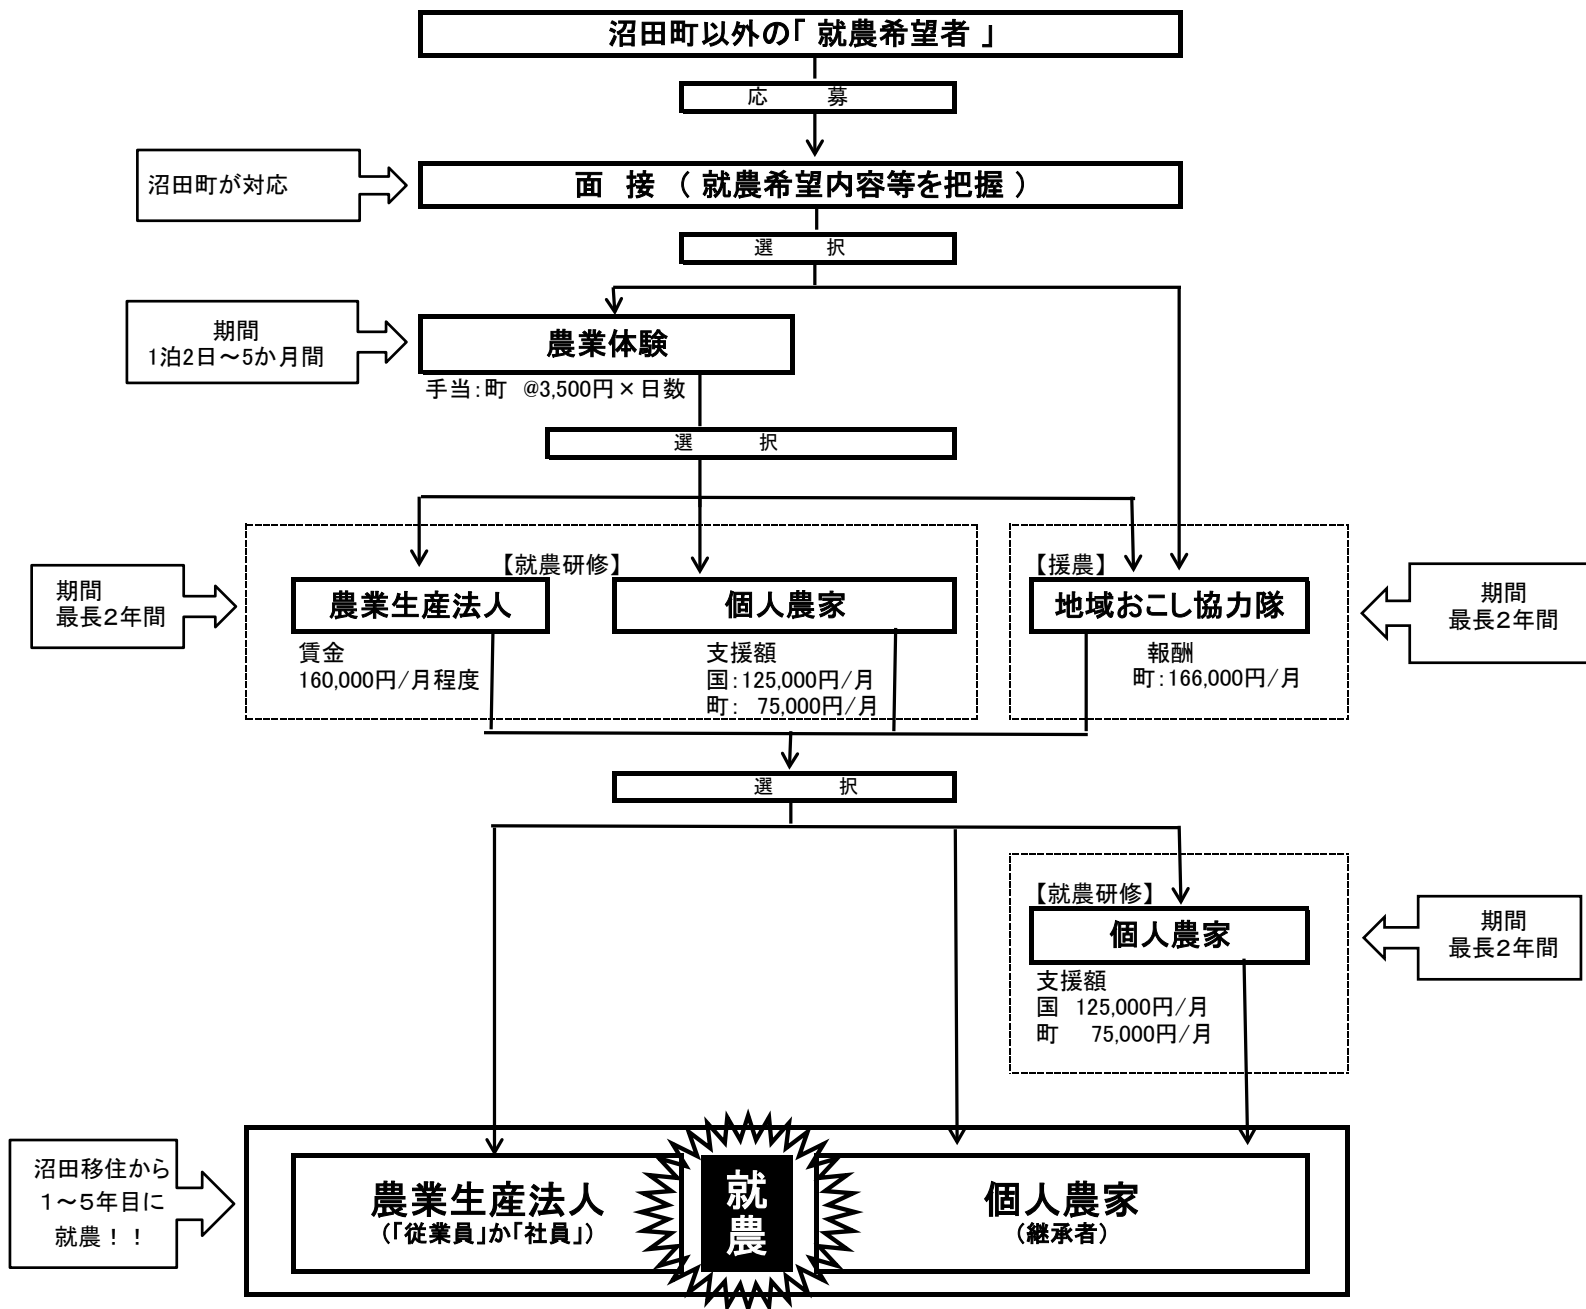 沼田町以外の「 就農希望者 」
応　　募
沼田町が対応
面　接 （ 就農希望内容等を把握 ）
選　　択
期間
1泊2日～5か月間
農業体験
手当：町　@3,500円×日数
選　　択
【就農研修】
【援農】
期間
最長２年間
農業生産法人
個人農家
地域おこし協力隊
期間
最長２年間
賃金
160,000円/月程度
支援額
国：125,000円/月
町：　75,000円/月
報酬
町：166,000円/月
選　　択
【就農研修】
個人農家
期間
最長２年間
支援額
国　125,000円/月
町　 75,000円/月
沼田移住から
１～５年目に
就農！！
農業生産法人
（「従業員」か「社員」）
就
農
個人農家
（継承者）